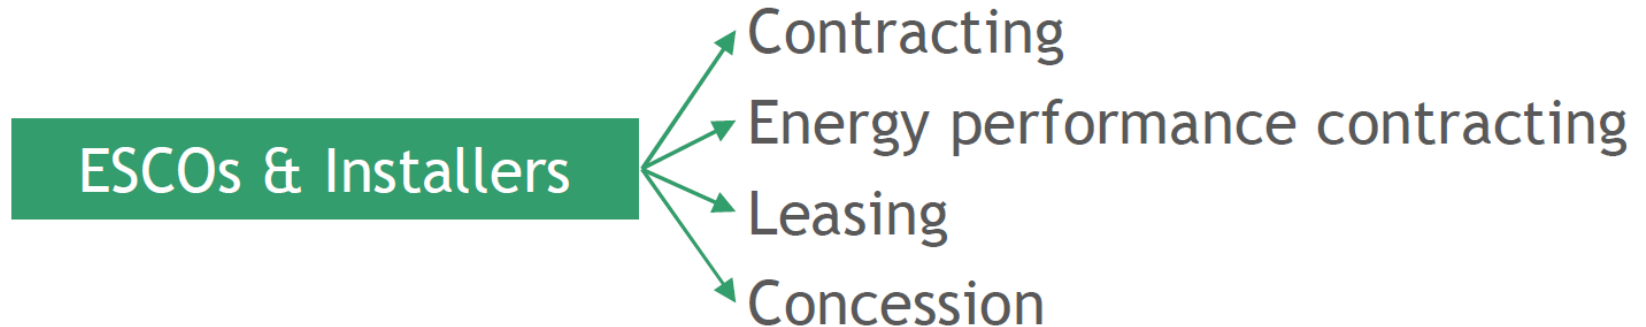 Contracting
Energy performance contracting
ESCOs & Installers
Leasing
Concession